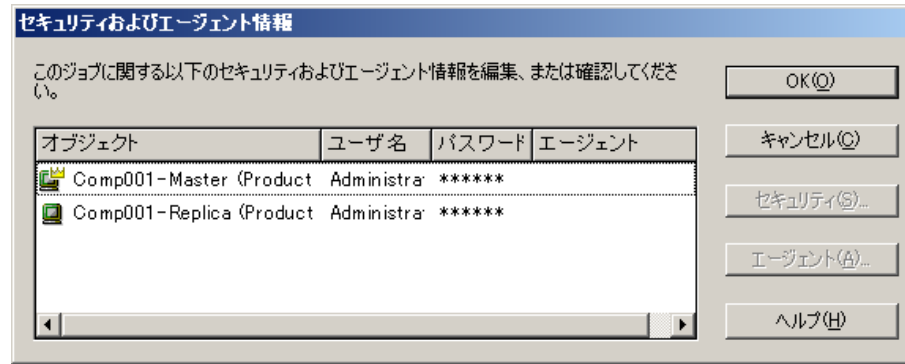 セキュリティおよびエージェント情報
このジョブに関する以下のセキュリティおよびエージェント情報を編集、または確認してくださ
い。
OK(O)
オブジェクト ユーザ名 パスワード エージェント
キャンセル(C)
Comp001-Master (Product Administra ******
Comp001-Replica (Product Administra ******
セキュリティ(S)...
エージェント(A)...
ヘルプ(H)